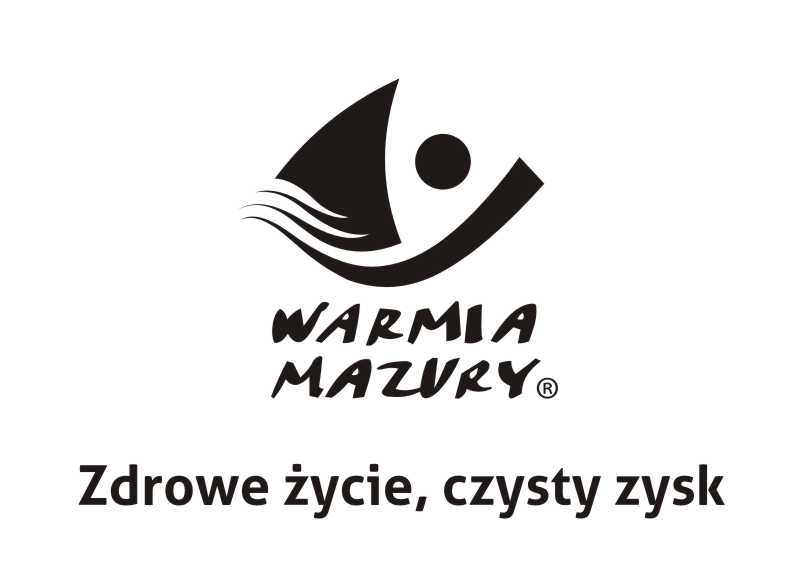 WARMIA
MAZURY®
Zdrowe życie, czysty zysk